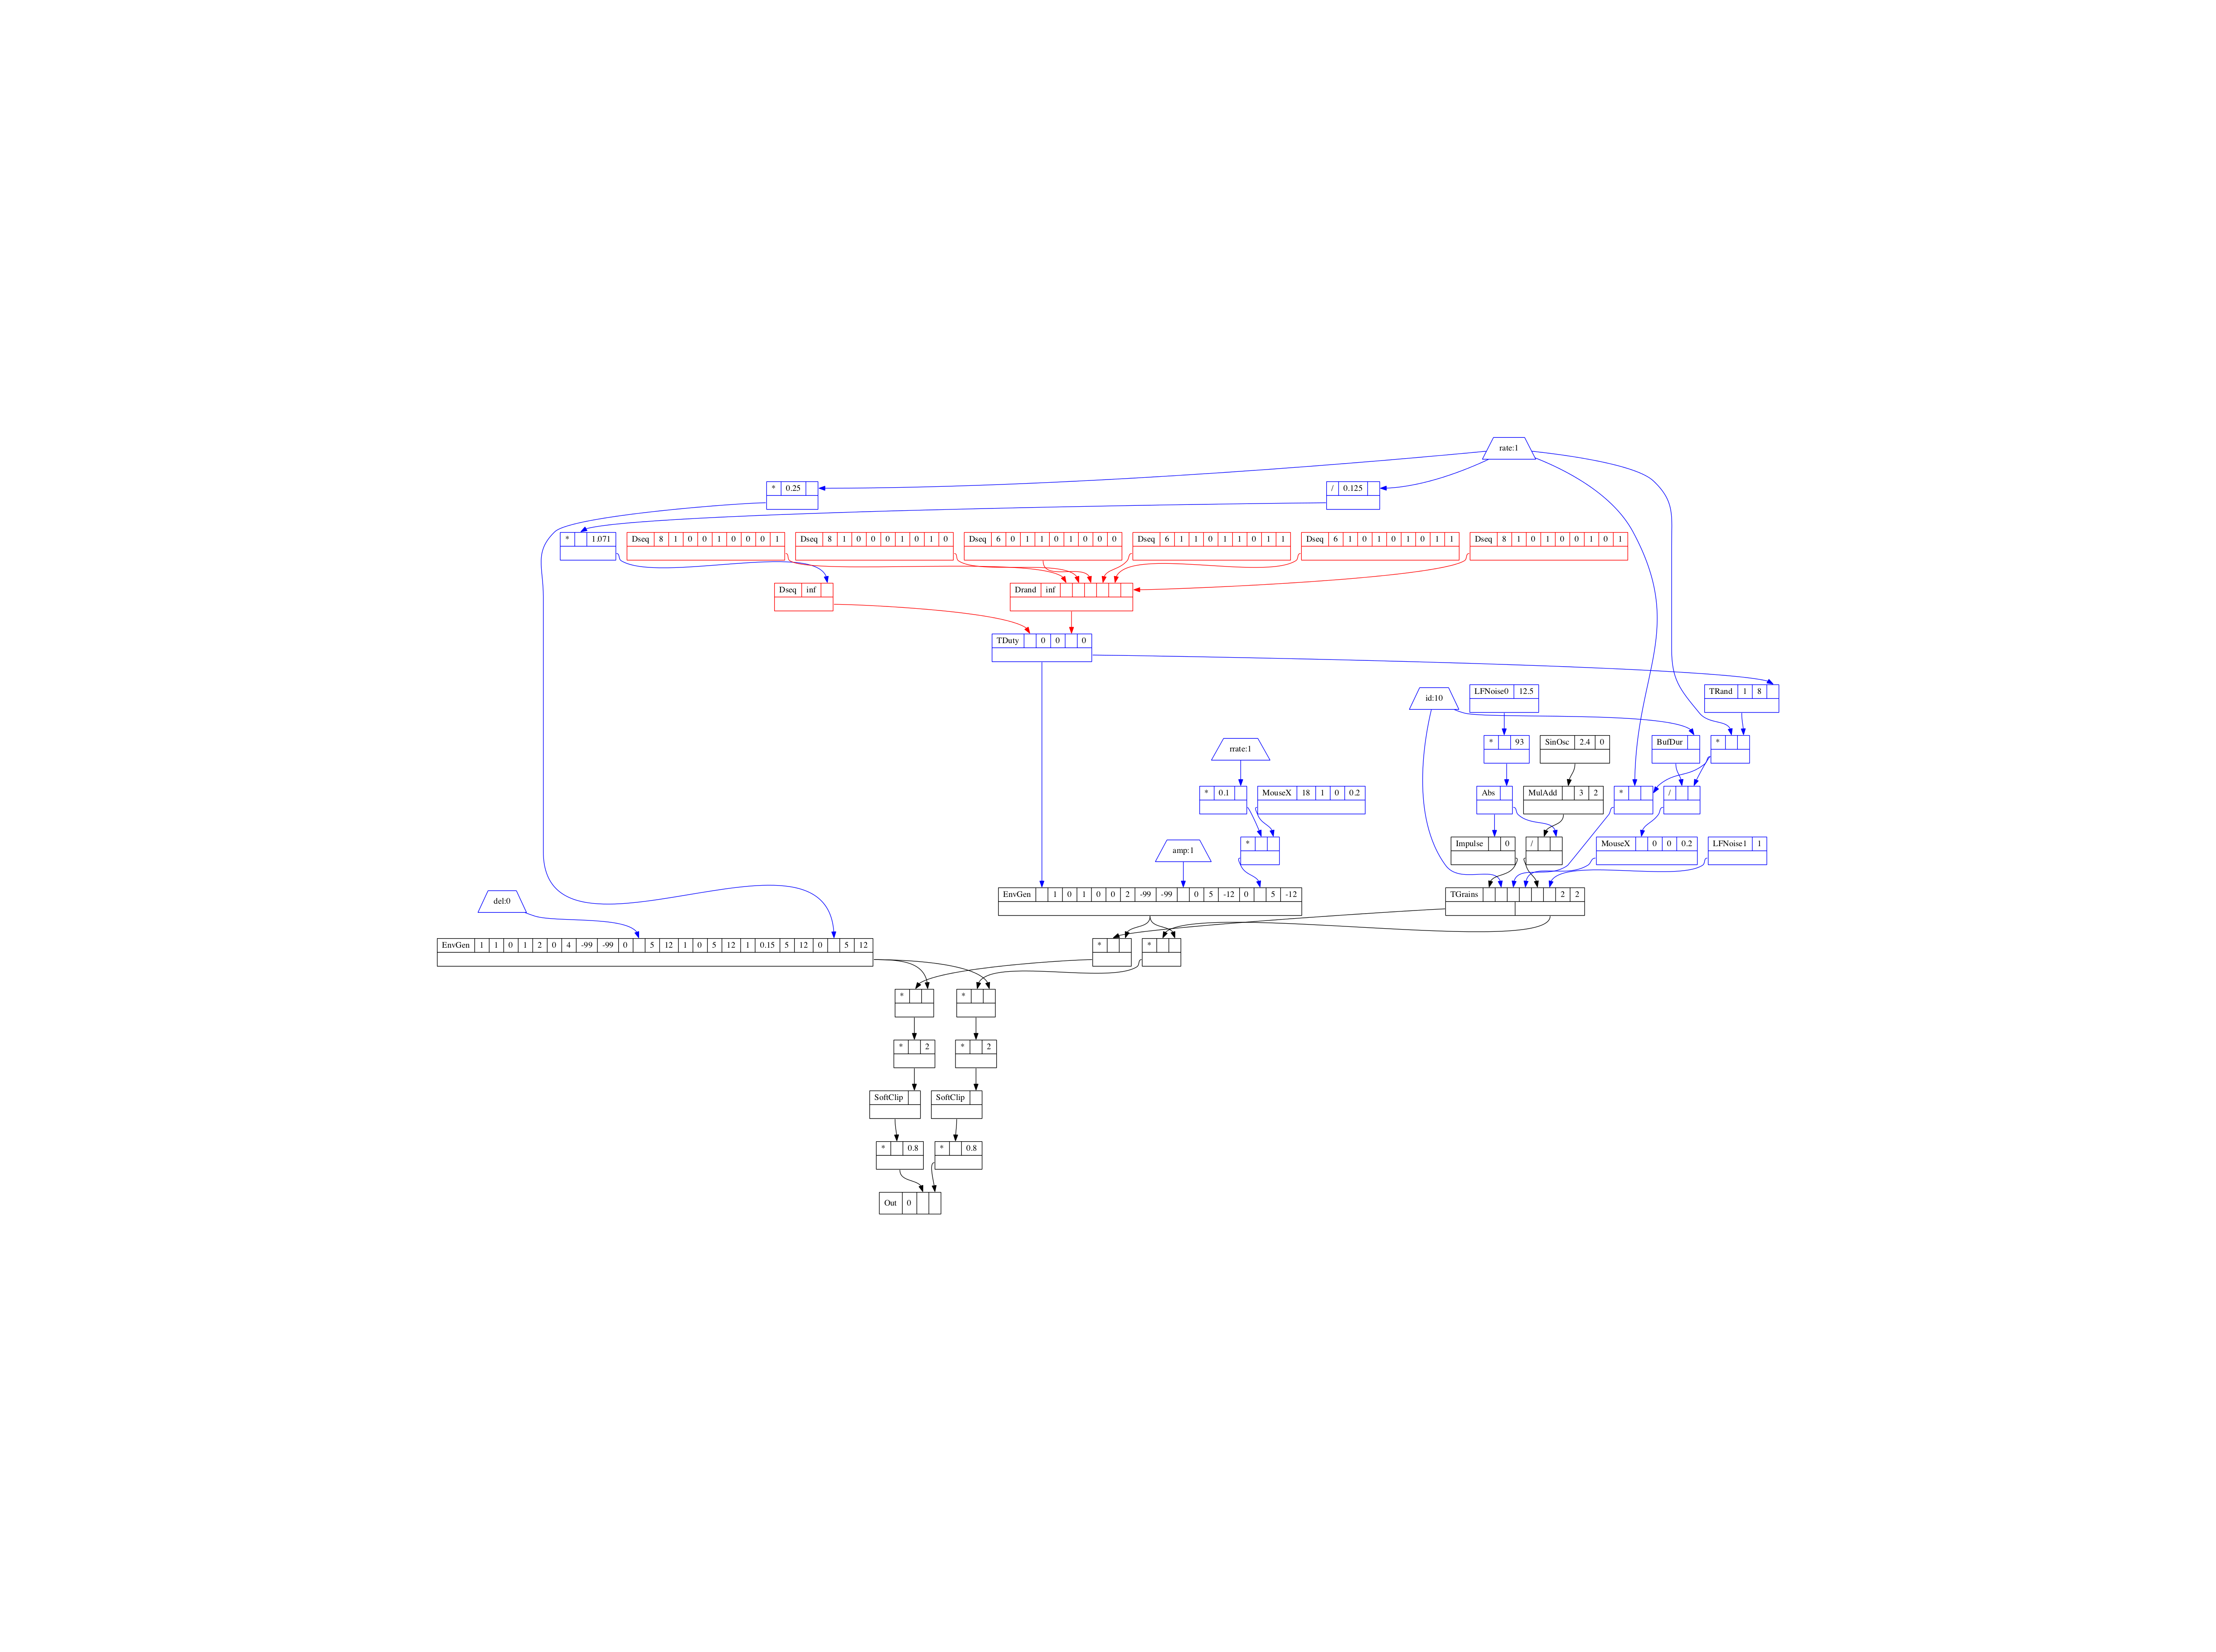 rate:1
* 0.25
/ 0.125
* 1.071
Dseq 8 1 0 0 1 0 0 0 1
Dseq 8 1 0 0 0 1 0 1 0
Dseq 6 0 1 1 0 1 0 0 0
Dseq 6 1 1 0 1 1 0 1 1
Dseq 6 1 0 1 0 1 0 1 1
Dseq 8 1 0 1 0 0 1 0 1
Dseq inf
Drand inf
TDuty 0 0 0
id:10
LFNoise0 12.5
TRand 1 8
rrate:1
* 93
SinOsc 2.4 0
BufDur
*
* 0.1
MouseX 18 1 0 0.2
Abs
MulAdd 3 2
*
/
amp:1
*
Impulse 0
/
MouseX 0 0 0.2
LFNoise1 1
del:0
EnvGen 1 0 1 0 0 2 -99 -99 0 5 -12 0 5 -12
TGrains 2 2
EnvGen 1 1 0 1 2 0 4 -99 -99 0 5 12 1 0 5 12 1 0.15 5 12 0 5 12
*
*
*
*
* 2
* 2
SoftClip
SoftClip
* 0.8
* 0.8
Out 0